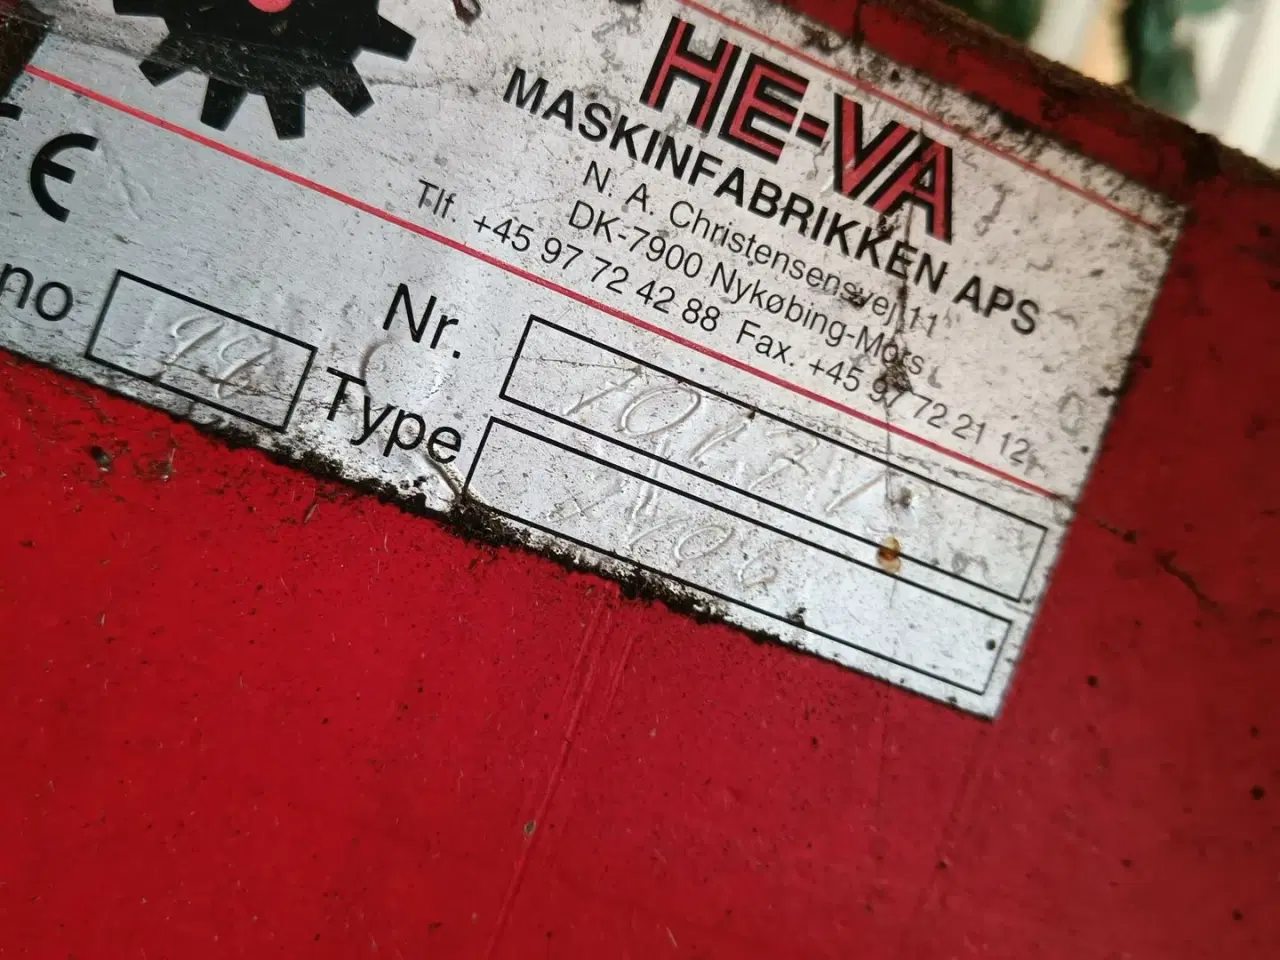 HE-VA
MASKINFABRIKKEN APS
N. A. Christensensvej 11
DK-7900 Nykøbing-Mors
Tlf. +45 97 72 42 88 Fax. +45 97 72 21 12
CE
no
Nr.
Type